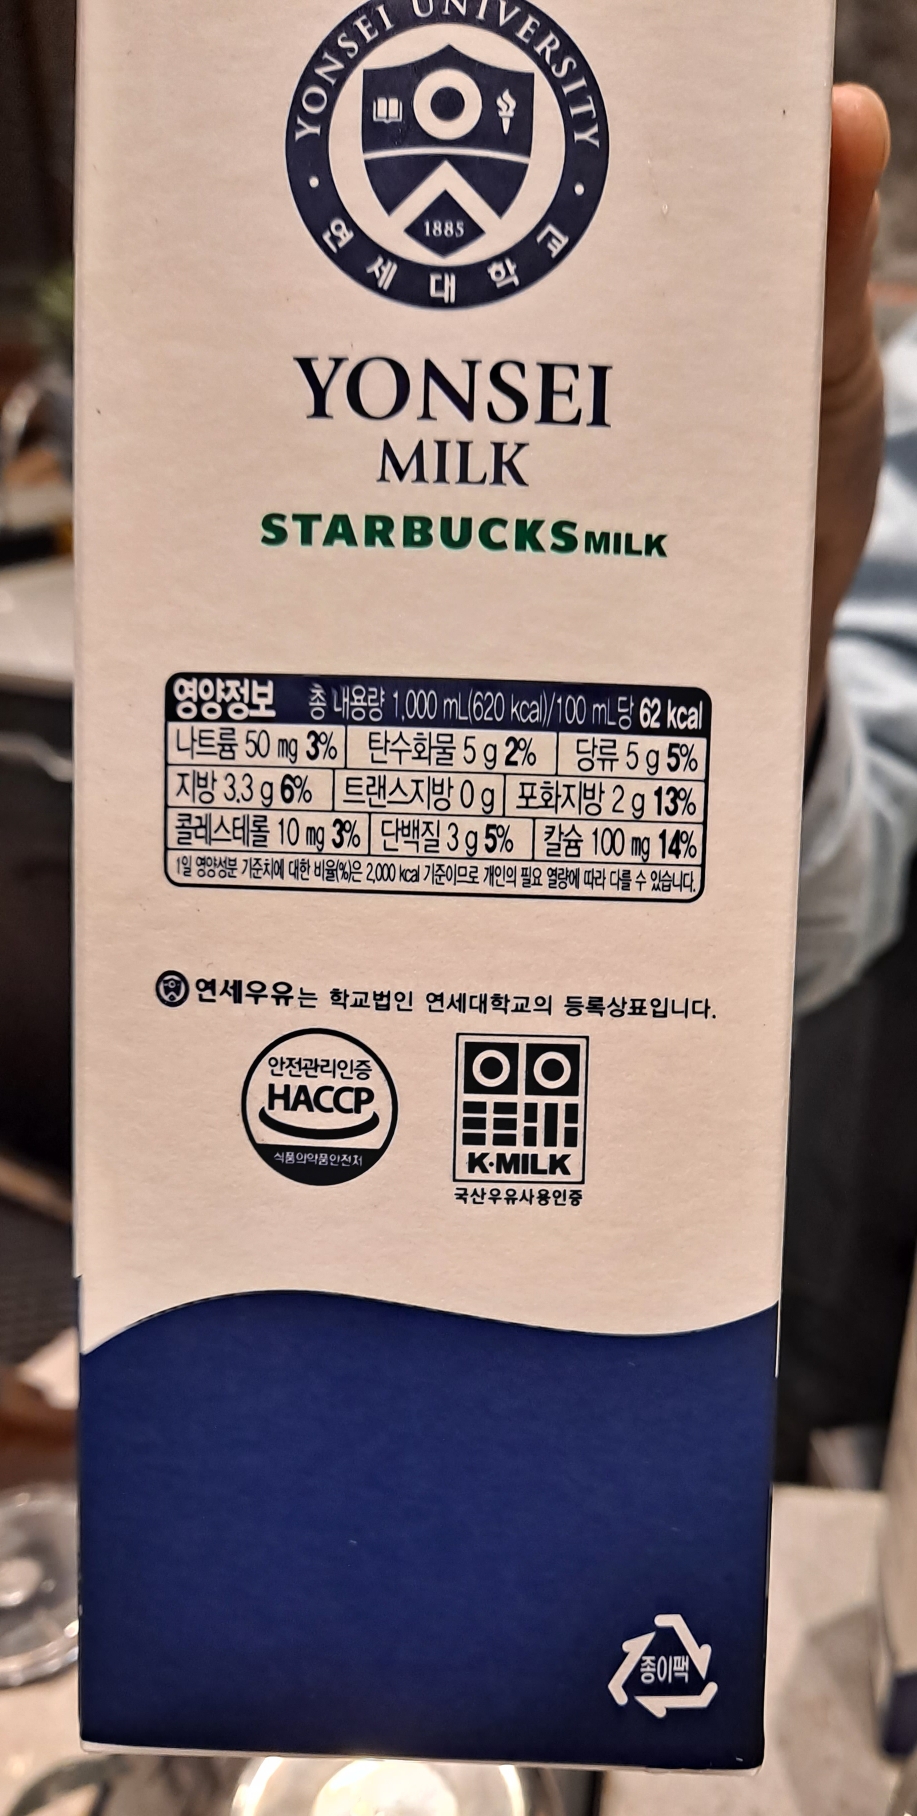 YONSEI UNIVERSITY
1885
연세대학교
YONSEI
MILK
STARBUCKS MILK
영양정보 총 내용량 1,000 mL(620 kcal)/100 mL당 62 kcal
나트륨 50 mg 3% 탄수화물 5 g 2% 당류 5 g 5%
지방 3.3 g 6% 트랜스지방 0 g 포화지방 2 g 13%
콜레스테롤 10 mg 3% 단백질 3 g 5% 칼슘 100 mg 14%
1일 영양성분 기준치에 대한 비율(%)은 2,000 kcal 기준이므로 개인의 필요 열량에 따라 다를 수 있습니다.
연세우유는 학교법인 연세대학교의 등록상표입니다.
안전관리인증
HACCP
식품의약품안전처
K·MILK
국산우유사용인증
종이팩